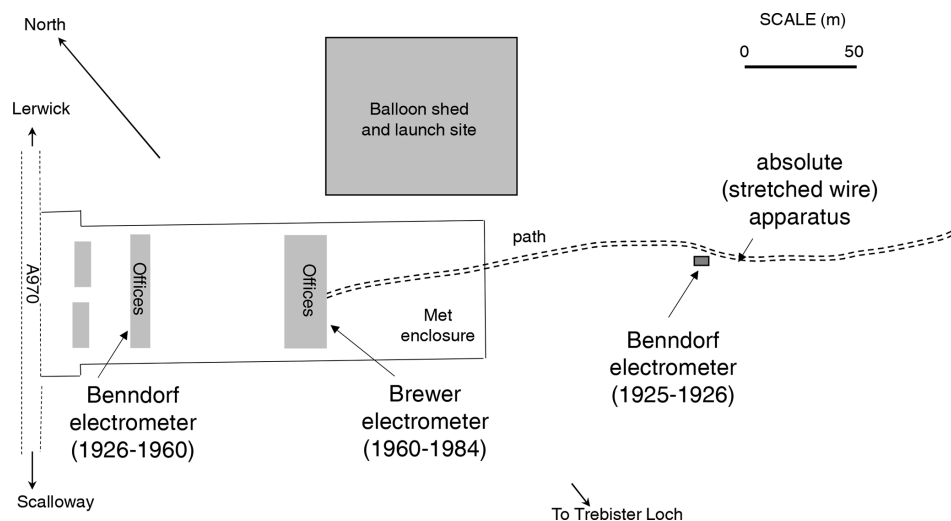 North
SCALE (m)
0 50
Lerwick
Balloon shed
and launch site
absolute
(stretched wire)
apparatus
path
A970
Offices
Offices
Met
enclosure
Benndorf
electrometer
(1925-1926)
Benndorf
electrometer
(1926-1960)
Brewer
electrometer
(1960-1984)
Scalloway
To Trebister Loch